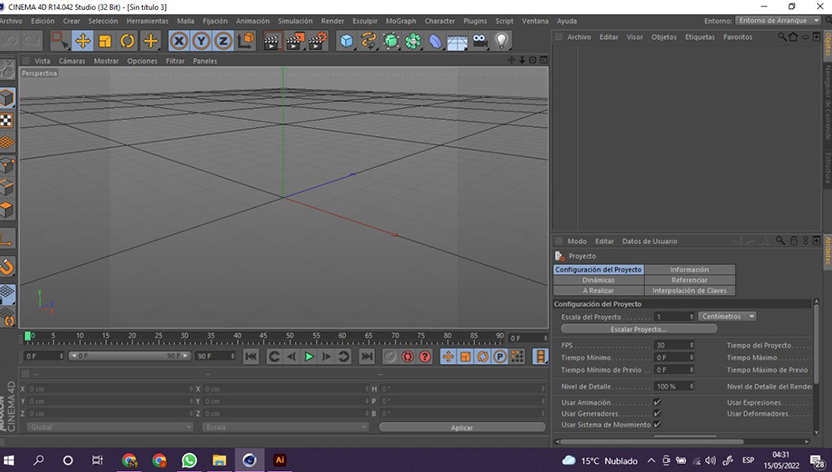 CINEMA 4D R14.042 Studio (32 Bit) - [Sin título 3]
Archivo Edición Crear Selección Herramientas Malla Fijación Animación Simulación Render Esculpir MoGraph Character Plugins Script Ventana Ayuda Entorno: Entorno de Arranque
Vista Cámaras Mostrar Opciones Filtrar Paneles
Archivo Editar Visor Objetos Etiquetas Favoritos
Perspectiva
X Y Z
Objetos
Estructura
Atributos
Modo Editar Datos de Usuario
Proyecto
Configuración del Proyecto Información
Dinámicas Referenciar
A Realizar Interpolación de Claves
Configuración del Proyecto
Escala del Proyecto 1 Centímetros
Escalar Proyecto...
FPS 30 Tiempo del Proyecto
Tiempo Mínimo 0 F Tiempo Máximo
Tiempo Mínimo de Previo 0 F Tiempo Máximo de Previo
Nivel de Detalle 100 % Nivel de Detalle del Render
Usar Animación Usar Expresiones
Usar Generadores Usar Deformadores
Usar Sistema de Movimiento
Y
Z
X
0 5 10 15 20 25 30 35 40 45 50 55 60 65 70 75 80 85 90 0 F
0 F 0 F 90 F 90 F
X 0 cm X 0 cm H 0 °
Y 0 cm Y 0 cm P 0 °
Z 0 cm Z 0 cm B 0 °
Global Escala Aplicar
MAXON
CINEMA 4D
Ai
15°C Nublado
ESP
04:31
15/05/2022
28